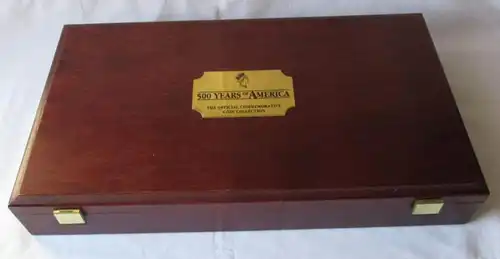 500 YEARS OF AMERICA
THE OFFICIAL COMMEMORATIVE
COIN COLLECTION